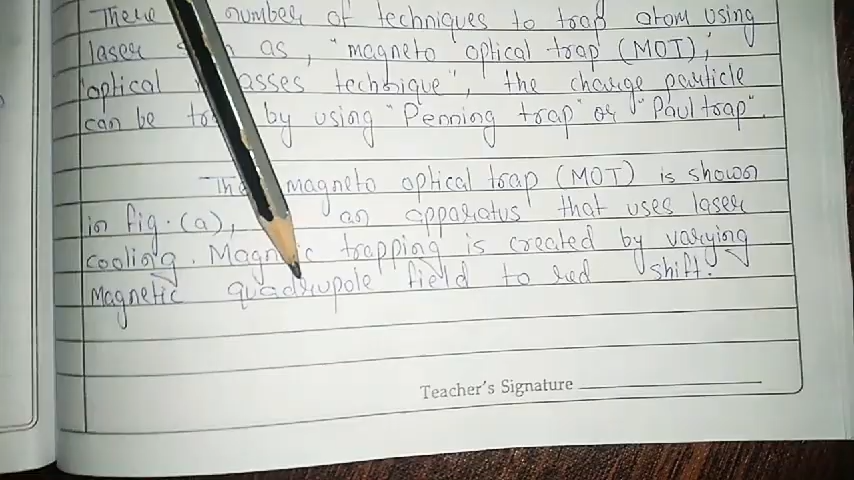 There number of techniques to trap atom using
laser as, "magneto optical trap (MOT),
"optical asses technique", the charge particle
can be by using "Penning trap" or "Paul trap".
The magneto optical trap (MOT) is shown
in fig.(a), an apparatus that uses laser
cooling. Magnetic trapping is created by varying
Magnetic quadrupole field to red shift.
Teacher's Signature